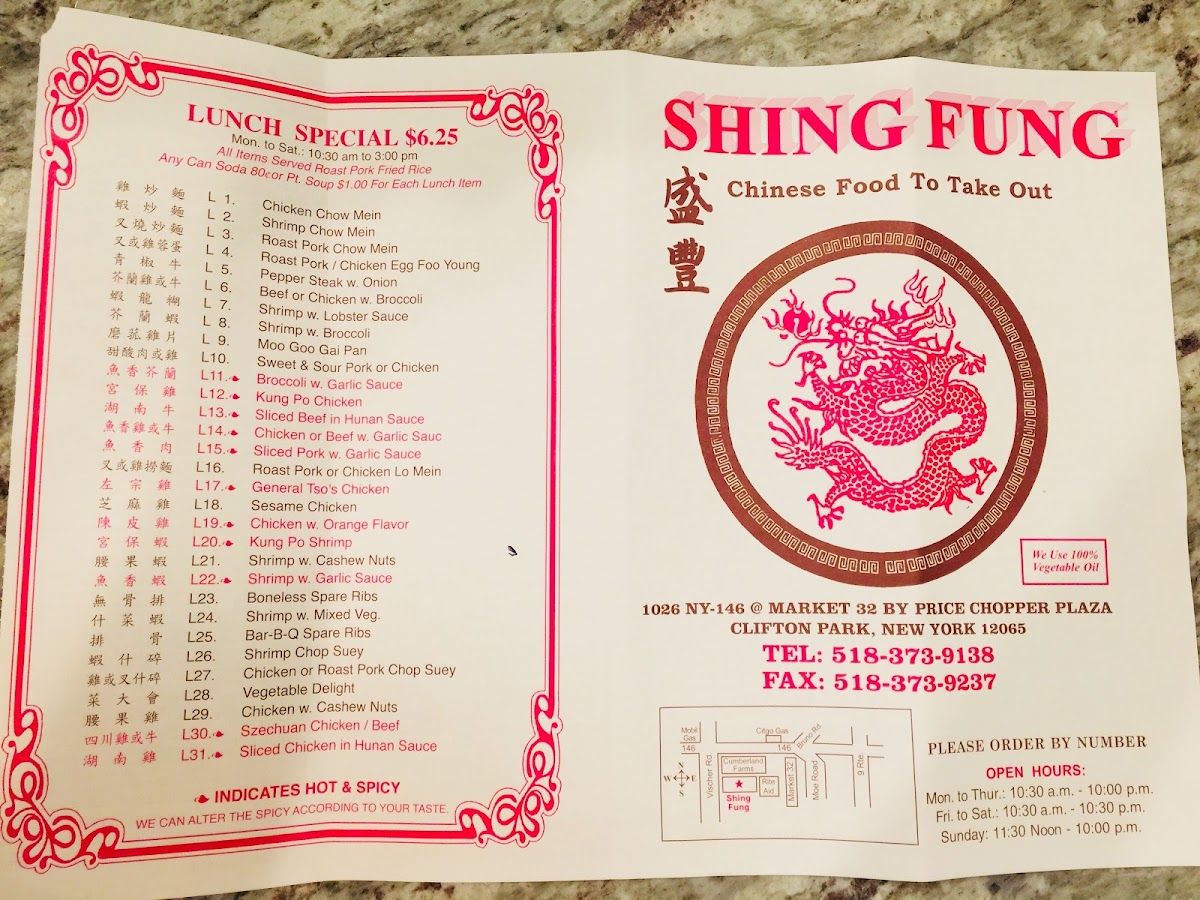 LUNCH SPECIAL $6.25
Mon. to Sat.: 10:30 am to 3:00 pm
All Items Served Roast Pork Fried Rice
Any Can Soda 80¢ or Pt. Soup $1.00 For Each Lunch Item
雞炒麵 L 1. Chicken Chow Mein
蝦炒麵 L 2. Shrimp Chow Mein
叉燒炒麵 L 3. Roast Pork Chow Mein
叉或雞蓉蛋 L 4. Roast Pork / Chicken Egg Foo Young
青椒牛 L 5. Pepper Steak w. Onion
芥蘭雞或牛 L 6. Beef or Chicken w. Broccoli
蝦龍糊 L 7. Shrimp w. Lobster Sauce
芥蘭蝦 L 8. Shrimp w. Broccoli
磨菰雞片 L 9. Moo Goo Gai Pan
甜酸肉或雞 L10. Sweet & Sour Pork or Chicken
魚香芥蘭 L11. Broccoli w. Garlic Sauce
宮保雞 L12. Kung Po Chicken
湖南牛 L13. Sliced Beef in Hunan Sauce
魚香雞或牛 L14. Chicken or Beef w. Garlic Sauc
魚香肉 L15. Sliced Pork w. Garlic Sauce
叉或雞撈麵 L16. Roast Pork or Chicken Lo Mein
左宗雞 L17. General Tso's Chicken
芝麻雞 L18. Sesame Chicken
陳皮雞 L19. Chicken w. Orange Flavor
宮保蝦 L20. Kung Po Shrimp
腰果蝦 L21. Shrimp w. Cashew Nuts
魚香蝦 L22. Shrimp w. Garlic Sauce
無骨排 L23. Boneless Spare Ribs
什菜蝦 L24. Shrimp w. Mixed Veg.
排骨 L25. Bar-B-Q Spare Ribs
蝦什碎 L26. Shrimp Chop Suey
雞或叉什碎 L27. Chicken or Roast Pork Chop Suey
菜大會 L28. Vegetable Delight
腰果雞 L29. Chicken w. Cashew Nuts
四川雞或牛 L30. Szechuan Chicken / Beef
湖南雞 L31. Sliced Chicken in Hunan Sauce
INDICATES HOT & SPICY
WE CAN ALTER THE SPICY ACCORDING TO YOUR TASTE.
SHING FUNG
盛豐
Chinese Food To Take Out
We Use 100%
Vegetable Oil
1026 NY-146 @ MARKET 32 BY PRICE CHOPPER PLAZA
CLIFTON PARK, NEW YORK 12065
TEL: 518-373-9138
FAX: 518-373-9237
Mobil
Gas
Citgo Gas
Bruno Rd
146
146
N
W E
S
Vischer Rd.
Cumberland
Farms
Rite
Aid
Market 32
Moe Road
9 Rte.
Shing
Fung
PLEASE ORDER BY NUMBER
OPEN HOURS:
Mon. to Thur.: 10:30 a.m. - 10:00 p.m.
Fri. to Sat.: 10:30 a.m. - 10:30 p.m.
Sunday: 11:30 Noon - 10:00 p.m.